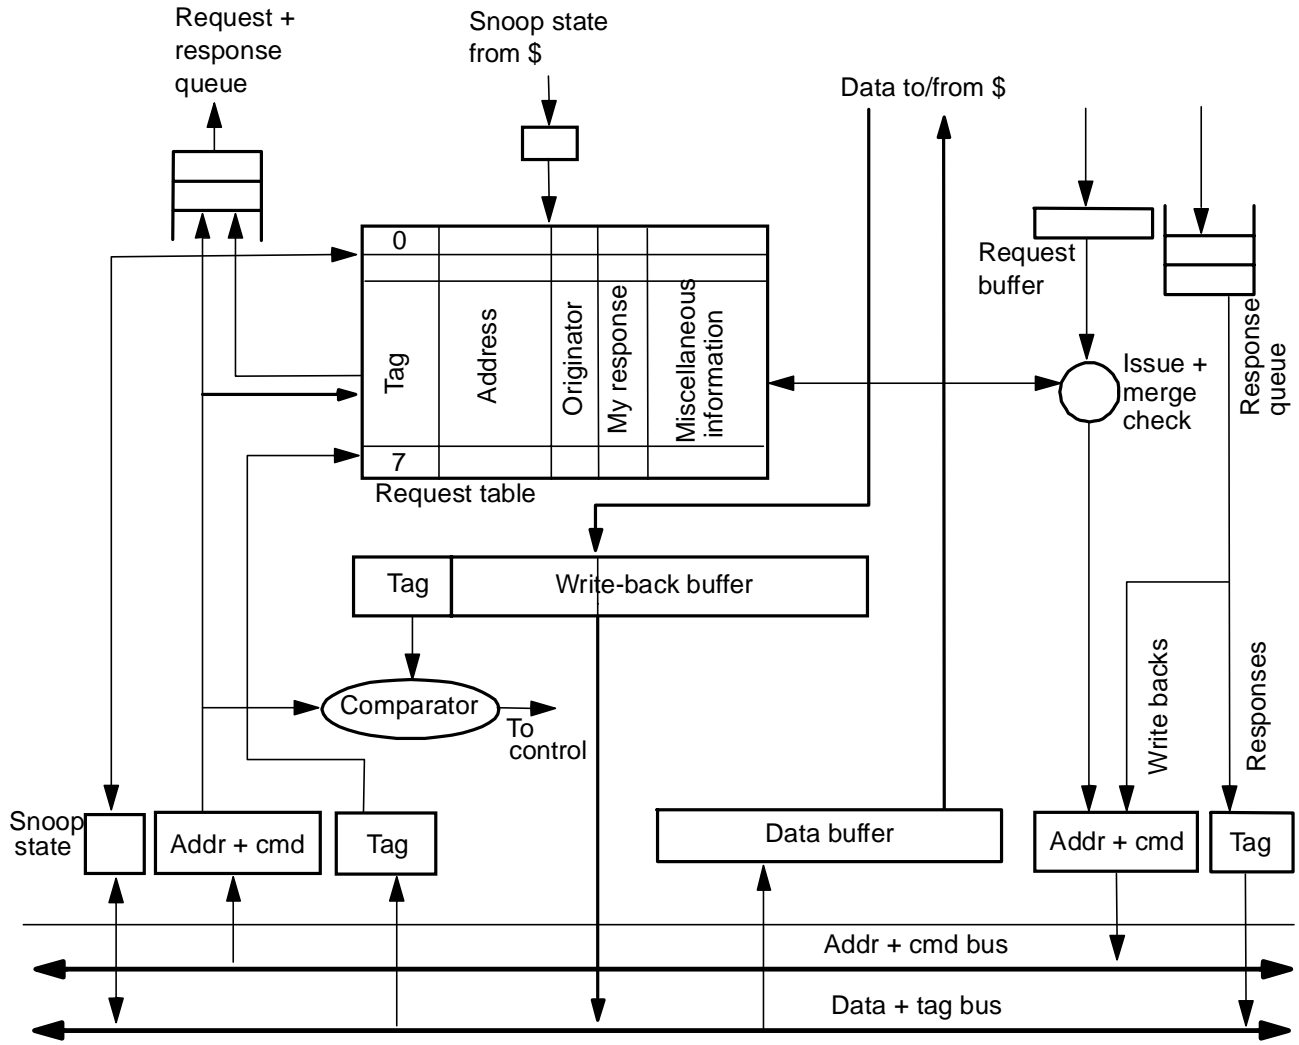 Request +
response
queue
Snoop state
from $
Data to/from $
0
Tag
Address
Originator
My response
Miscellaneous
information
7
Request table
Request
buffer
Issue +
merge
check
Response
queue
Tag
Write-back buffer
Comparator
To
control
Write backs
Responses
Snoop
state
Addr + cmd
Tag
Data buffer
Addr + cmd
Tag
Addr + cmd bus
Data + tag bus